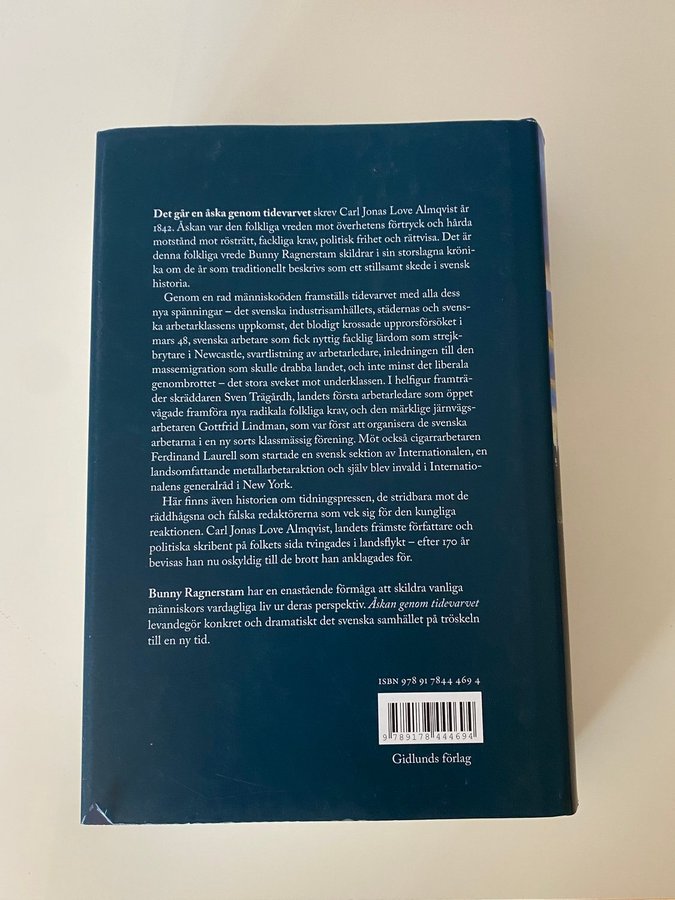 Det går en åska genom tidevarvet skrev Carl Jonas Love Almqvist år
1842. Åskan var den folkliga vreden mot överhetens förtryck och hårda
motstånd mot rösträtt, fackliga krav, politisk frihet och rättvisa. Det är
denna folkliga vrede Bunny Ragnerstam skildrar i sin storslagna kröni-
ka om de år som traditionellt beskrivs som ett stillsamt skede i svensk
historia.
Genom en rad människoöden framställs tidevarvet med alla dess
nya spänningar – det svenska industrisamhällets, städernas och svens-
ka arbetarklassens uppkomst, det blodigt krossade upprorsförsöket i
mars 48, svenska arbetare som fick nyttig facklig lärdom som strejk-
brytare i Newcastle, svartlistning av arbetarledare, inledningen till den
massemigration som skulle drabba landet, och inte minst det liberala
genombrottet – det stora sveket mot underklassen. I helfigur framträ-
der skräddaren Sven Trägårdh, landets första arbetarledare som öppet
vågade framföra nya radikala folkliga krav, och den märklige järnvägs-
arbetaren Gottfrid Lindman, som var först att organisera de svenska
arbetarna i en ny sorts klassmässig förening. Möt också cigarrarbetaren
Ferdinand Laurell som startade en svensk sektion av Internationalen, en
landsomfattande metallarbetaraktion och själv blev invald i Internatio-
nalens generalråd i New York.
Här finns även historien om tidningspressen, de stridbara mot de
räddhågsna och falska redaktörerna som vek sig för den kungliga
reaktionen. Carl Jonas Love Almqvist, landets främste författare och
politiska skribent på folkets sida tvingades i landsflykt – efter 170 år
bevisas han nu oskyldig till de brott han anklagades för.
Bunny Ragnerstam har en enastående förmåga att skildra vanliga
människors vardagliga liv ur deras perspektiv. Åskan genom tidevarvet
levandegör konkret och dramatiskt det svenska samhället på tröskeln
till en ny tid.
ISBN 978 91 7844 469 4
9 789178 444694
Gidlunds förlag